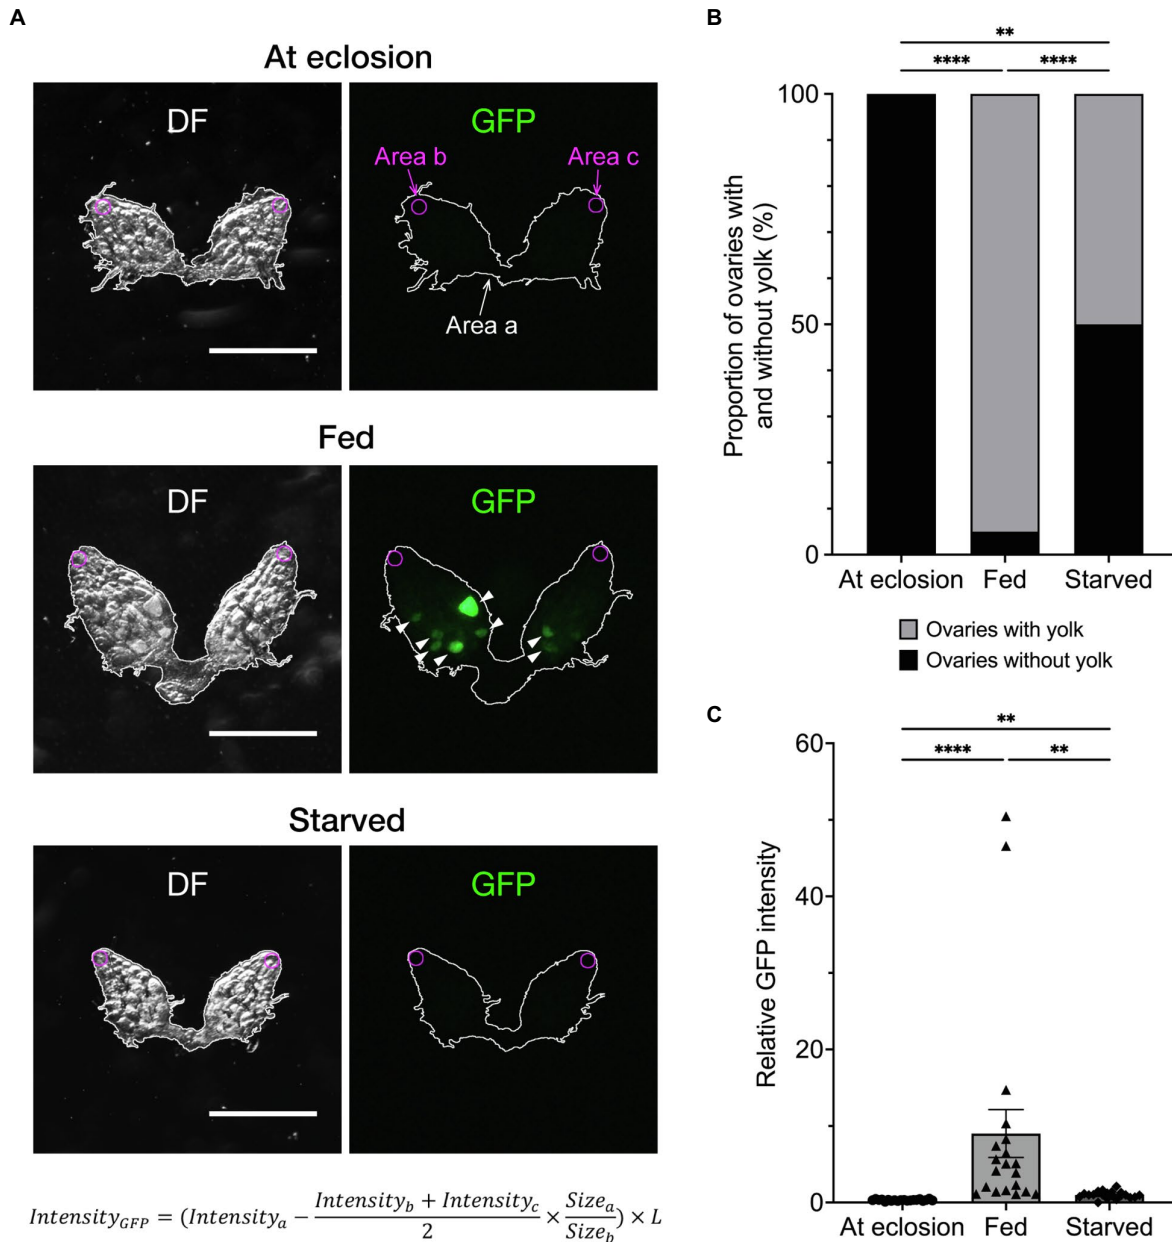 A
At eclosion
DF
GFP
Area b
Area c
Area a
Fed
DF
GFP
Starved
DF
GFP
Intensity_GFP = (Intensity_a − (Intensity_b + Intensity_c)/2 × Size_a/Size_b) × L
B
**
**** ****
Proportion of ovaries with
and without yolk (%)
100
50
0
At eclosion Fed Starved
Ovaries with yolk
Ovaries without yolk
C
**
**** **
Relative GFP intensity
60
40
20
0
At eclosion Fed Starved